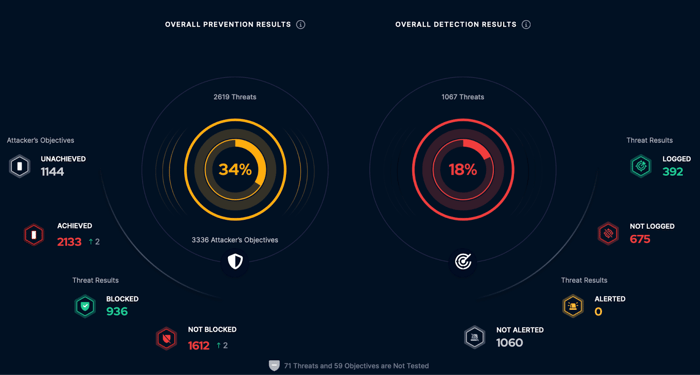 OVERALL PREVENTION RESULTS
OVERALL DETECTION RESULTS
2619 Threats
1067 Threats
Attacker's Objectives
UNACHIEVED
1144
34%
18%
Threat Results
LOGGED
392
ACHIEVED
2133 ↑ 2
NOT LOGGED
675
3336 Attacker's Objectives
Threat Results
BLOCKED
936
Threat Results
ALERTED
0
NOT BLOCKED
1612 ↑ 2
NOT ALERTED
1060
71 Threats and 59 Objectives are Not Tested